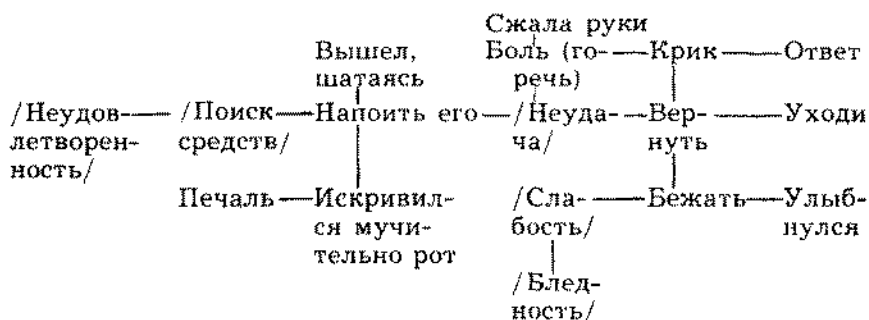 Сжала руки
Вышел, Боль (го- Крик Ответ
шатаясь речь)
/Неудов- /Поиск Напоить его /Неуда- Вер- Уходи
летворен- средств/ ча/ нуть
ность/
Печаль Искривил- /Сла- Бежать Улыб-
ся мучи- бость/ нулся
тельно рот
/Блед-
ность/